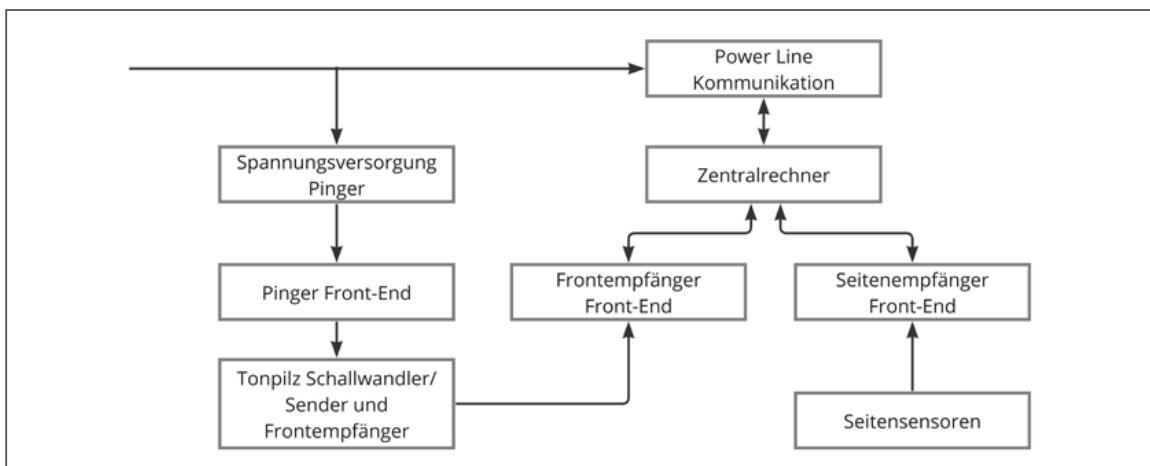 Power Line
Kommunikation
Spannungsversorgung
Pinger
Zentralrechner
Pinger Front-End
Frontempfänger
Front-End
Seitenempfänger
Front-End
Tonpilz Schallwandler/
Sender und
Frontempfänger
Seitensensoren